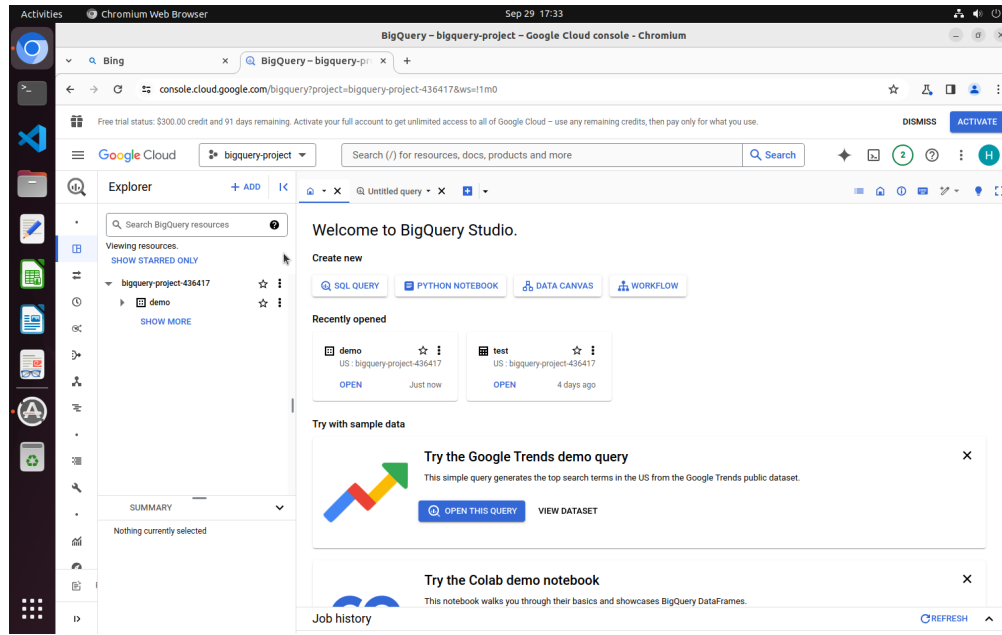 Activities
Chromium Web Browser
Sep 29 17:33
BigQuery – bigquery-project – Google Cloud console - Chromium
Bing
BigQuery – bigquery-pr
console.cloud.google.com/bigquery?project=bigquery-project-436417&ws=!1m0
Free trial status: $300.00 credit and 91 days remaining. Activate your full account to get unlimited access to all of Google Cloud – use any remaining credits, then pay only for what you use.
DISMISS
ACTIVATE
Google Cloud
bigquery-project
Search (/) for resources, docs, products and more
Search
2
H
Explorer
+ ADD
Untitled query
Search BigQuery resources
Viewing resources.
SHOW STARRED ONLY
bigquery-project-436417
demo
SHOW MORE
Welcome to BigQuery Studio.
Create new
SQL QUERY
PYTHON NOTEBOOK
DATA CANVAS
WORKFLOW
Recently opened
demo
US : bigquery-project-436417
OPEN
Just now
test
US : bigquery-project-436417
OPEN
4 days ago
Try with sample data
Try the Google Trends demo query
This simple query generates the top search terms in the US from the Google Trends public dataset.
OPEN THIS QUERY
VIEW DATASET
SUMMARY
Nothing currently selected
Try the Colab demo notebook
This notebook walks you through their basics and showcases BigQuery DataFrames.
Job history
REFRESH